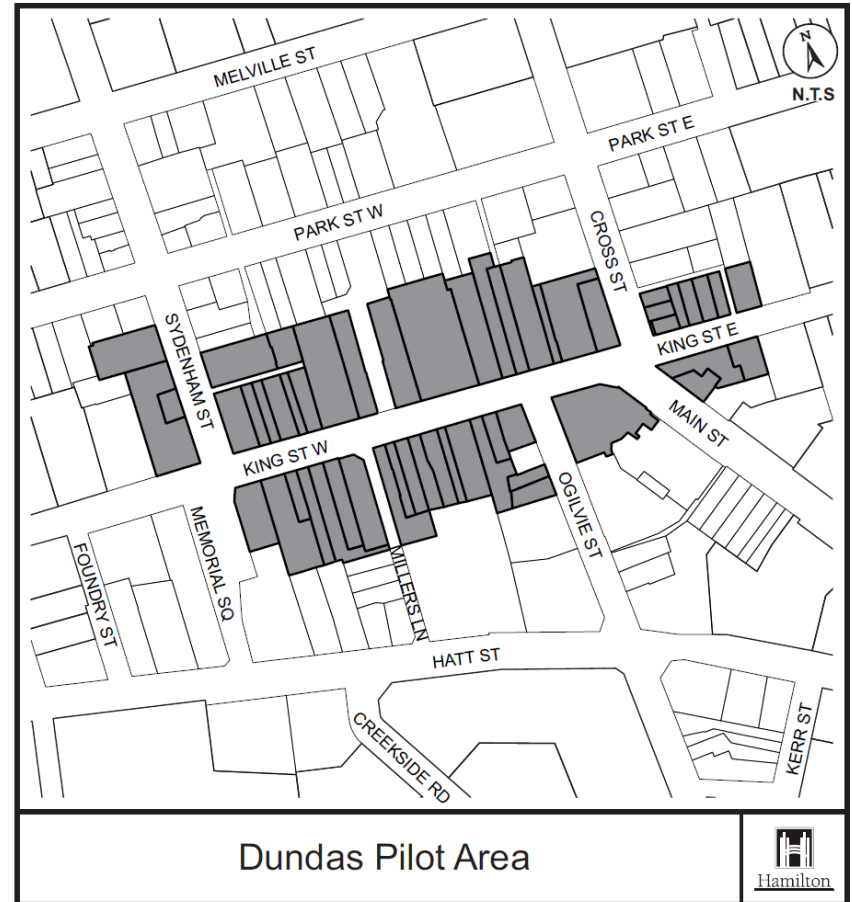 MELVILLE ST
N
N.T.S
PARK ST E
PARK ST W
CROSS ST
SYDENHAM ST
KING ST E
MAIN ST
KING ST W
OGILVIE ST
MEMORIAL SQ
FOUNDRY ST
MILLERS LN
HATT ST
CREEKSIDE RD
KERR ST
Dundas Pilot Area
Hamilton